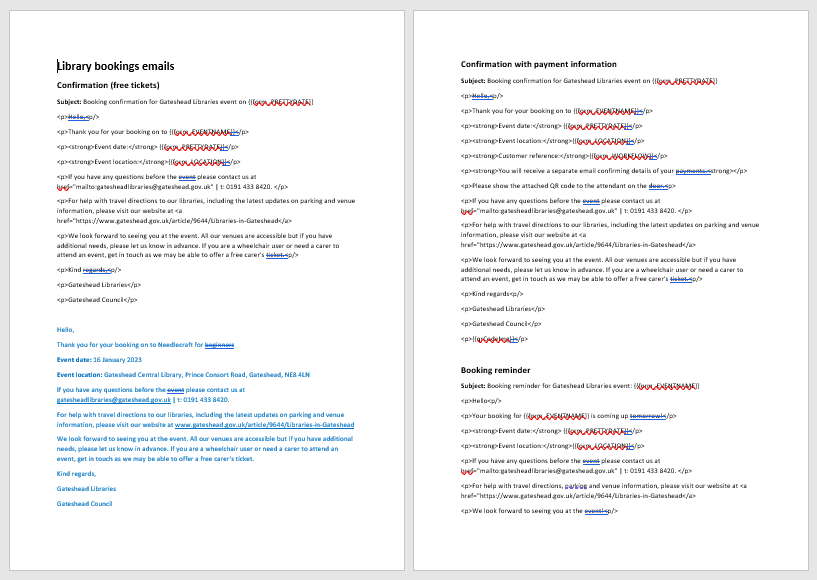 Library bookings emails
Confirmation (free tickets)
Subject: Booking confirmation for Gateshead Libraries event on {{form_PRETTYDATE}}
<p>Hello,<p/>
<p>Thank you for your booking on to {{form_EVENTNAME}}</p>
<p><strong>Event date:</strong> {{form_PRETTYDATE}}</p>
<p><strong>Event location:</strong>{{form_LOCATION}}</p>
<p>If you have any questions before the event please contact us at
href="mailto:gatesheadlibraries@gateshead.gov.uk" | t: 0191 433 8420. </p>
<p>For help with travel directions to our libraries, including the latest updates on parking and venue
information, please visit our website at <a
href="https://www.gateshead.gov.uk/article/9644/Libraries-in-Gateshead</a>
<p>We look forward to seeing you at the event. All our venues are accessible but if you have
additional needs, please let us know in advance. If you are a wheelchair user or need a carer to
attend an event, get in touch as we may be able to offer a free carer's ticket.<p/>
<p>Kind regards,<p/>
<p>Gateshead Libraries</p>
<p>Gateshead Council</p>
Hello,
Thank you for your booking on to Needlecraft for beginners
Event date: 16 January 2023
Event location: Gateshead Central Library, Prince Consort Road, Gateshead, NE8 4LN
If you have any questions before the event please contact us at
gatesheadlibraries@gateshead.gov.uk | t: 0191 433 8420.
For help with travel directions to our libraries, including the latest updates on parking and venue
information, please visit our website at www.gateshead.gov.uk/article/9644/Libraries-in-Gateshead
We look forward to seeing you at the event. All our venues are accessible but if you have additional
needs, please let us know in advance. If you are a wheelchair user or need a carer to attend an
event, get in touch as we may be able to offer a free carer's ticket.
Kind regards,
Gateshead Libraries
Gateshead Council
Confirmation with payment information
Subject: Booking confirmation for Gateshead Libraries event on {{form_PRETTYDATE}}
<p>Hello,<p/>
<p>Thank you for your booking on to {{form_EVENTNAME}}</p>
<p><strong>Event date:</strong> {{form_PRETTYDATE}}</p>
<p><strong>Event location:</strong>{{form_LOCATION}}</p>
<p><strong>Customer reference:</strong>{{form_WORKFLOW}}</p>
<p><strong>You will receive a separate email confirming details of your payments.<strong></p>
<p>Please show the attached QR code to the attendant on the door.<p>
<p>If you have any questions before the event please contact us at
href="mailto:gatesheadlibraries@gateshead.gov.uk" | t: 0191 433 8420. </p>
<p>For help with travel directions to our libraries, including the latest updates on parking and venue
information, please visit our website at <a
href="https://www.gateshead.gov.uk/article/9644/Libraries-in-Gateshead</a>
<p>We look forward to seeing you at the event. All our venues are accessible but if you have
additional needs, please let us know in advance. If you are a wheelchair user or need a carer to
attend an event, get in touch as we may be able to offer a free carer's ticket.<p/>
<p>Kind regards<p/>
<p>Gateshead Libraries</p>
<p>Gateshead Council</p>
Booking reminder
Subject: Booking reminder for Gateshead Libraries event: {{form_EVENTNAME}}
<p>Hello<p/>
<p>Your booking for {{form_EVENTNAME}} is coming up tomorrow!</p>
<p><strong>Event date:</strong> {{form_PRETTYDATE}}</p>
<p><strong>Event location:</strong>{{form_LOCATION}}</p>
<p>If you have any questions before the event please contact us at
href="mailto:gatesheadlibraries@gateshead.gov.uk" | t: 0191 433 8420. </p>
<p>For help with travel directions, parking and venue information, please visit our website at <a
href="https://www.gateshead.gov.uk/article/9644/Libraries-in-Gateshead</a>
<p>We look forward to seeing you at the event!<p/>